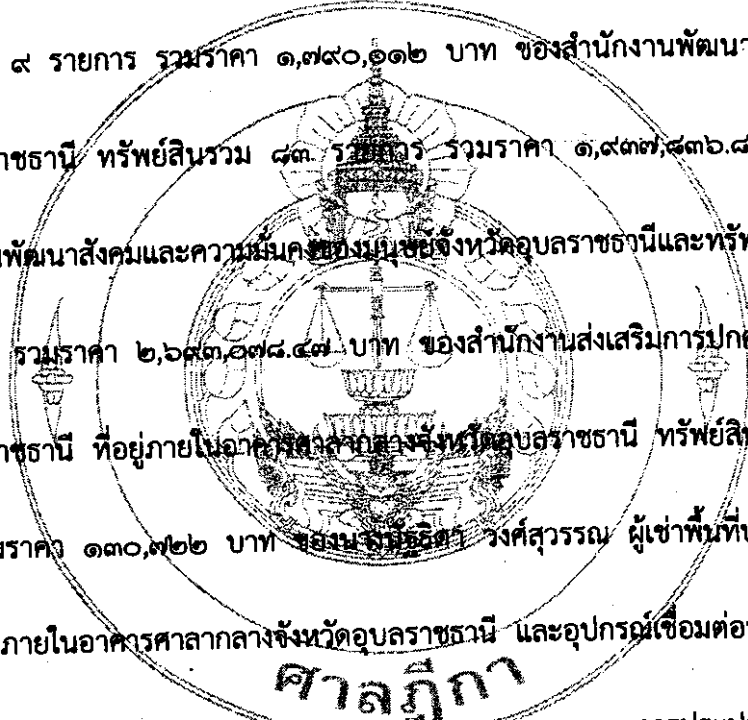 ๙ รายการ รวมราคา ๑,๗๙๐,๑๑๒ บาท ของสำนักงานพัฒนา
ราชธานี ทรัพย์สินรวม ๘๓ รายการ รวมราคา ๑,๙๓๗,๘๓๖.๘
นพัฒนาสังคมและความมั่นคงของมนุษย์จังหวัดอุบลราชธานีและทรัพ
รวมราคา ๒,๖๙๓,๐๗๘.๔๗ บาท ของสำนักงานส่งเสริมการปกค
าชธานี ที่อยู่ภายในอาคารศาลากลางจังหวัดอุบลราชธานี ทรัพย์สิน
มราคา ๑๓๐,๗๒๒ บาท ของนาง วงศ์สุวรรณ ผู้เช่าพื้นที่
ภายในอาคารศาลากลางจังหวัดอุบลราชธานี และอุปกรณ์เชื่อมต่อ
ศาลฎีกา